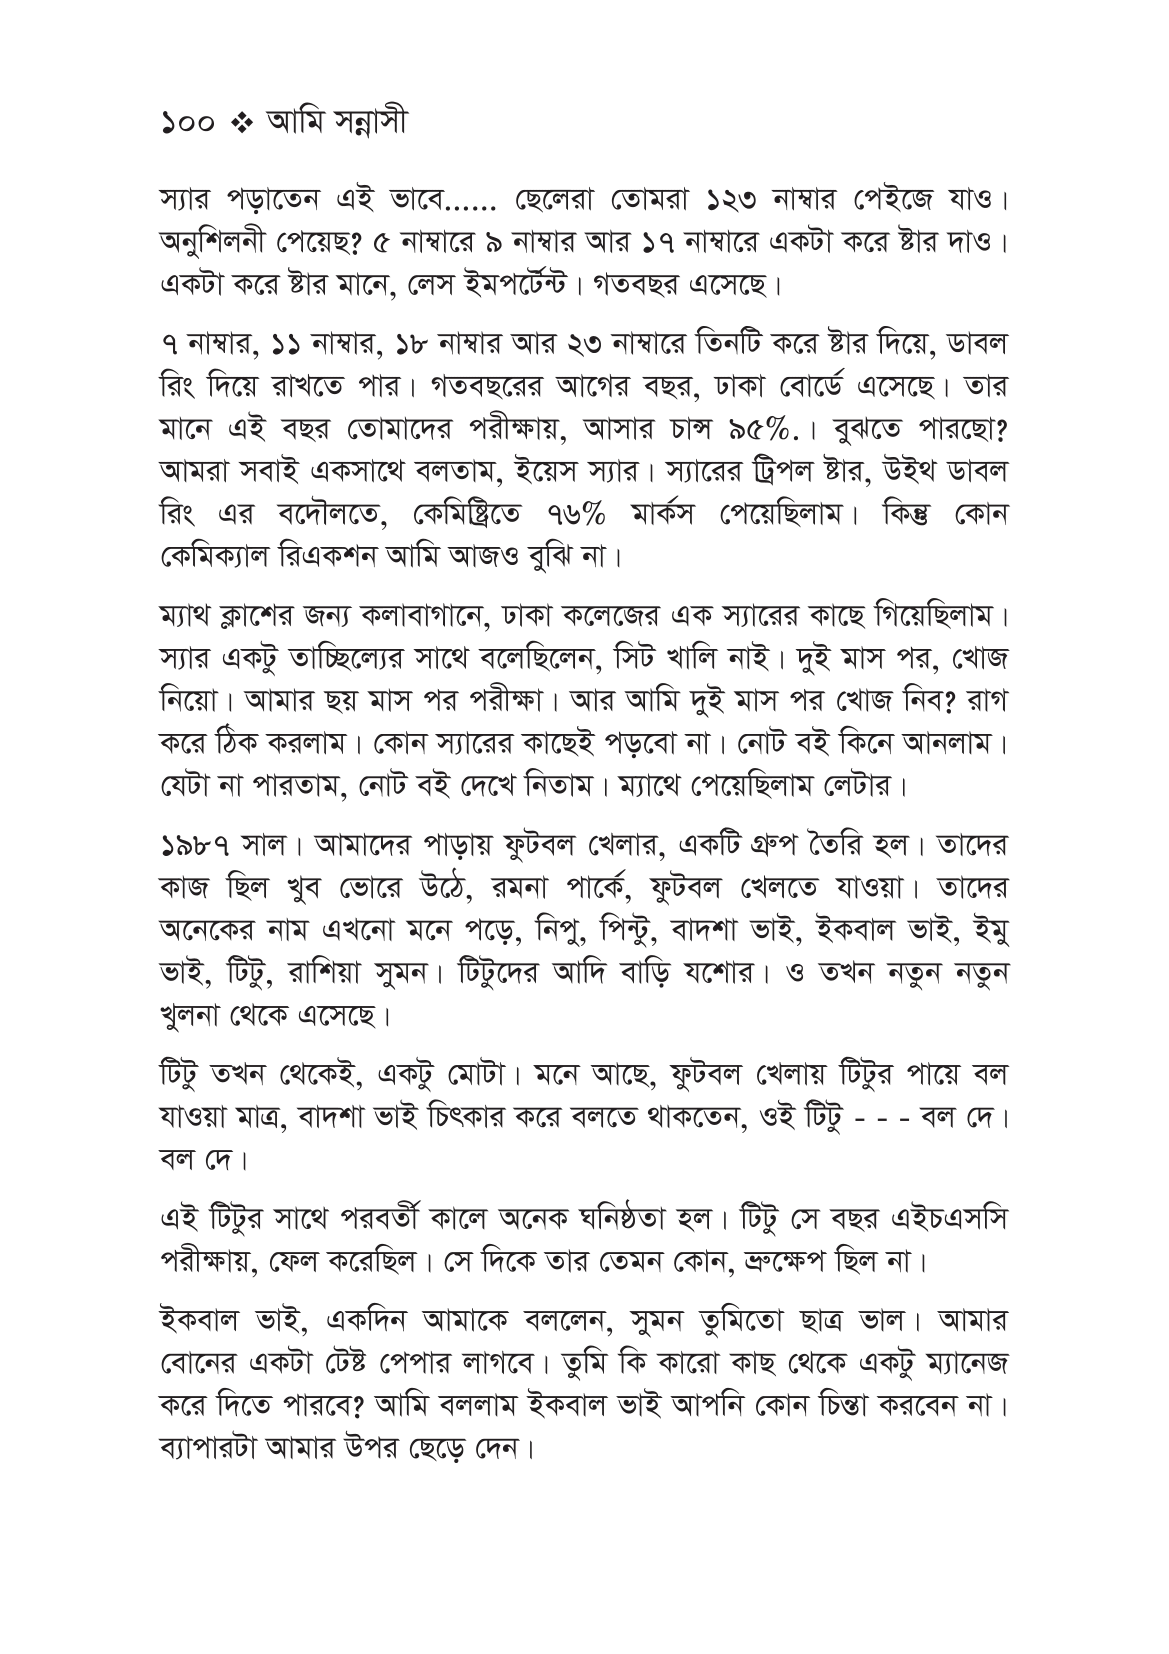 ১০০ ❖ আমি সন্নাসী
স্যার পড়াতেন এই ভাবে...... ছেলেরা তোমরা ১২৩ নাম্বার পেইজে যাও।
অনুশিলনী পেয়েছ? ৫ নাম্বারে ৯ নাম্বার আর ১৭ নাম্বারে একটা করে ষ্টার দাও।
একটা করে ষ্টার মানে, লেস ইমপর্টেন্ট। গতবছর এসেছে।
৭ নাম্বার, ১১ নাম্বার, ১৮ নাম্বার আর ২৩ নাম্বারে তিনটি করে ষ্টার দিয়ে, ডাবল
রিং দিয়ে রাখতে পার। গতবছরের আগের বছর, ঢাকা বোর্ডে এসেছে। তার
মানে এই বছর তোমাদের পরীক্ষায়, আসার চান্স ৯৫%.। বুঝতে পারছো?
আমরা সবাই একসাথে বলতাম, ইয়েস স্যার। স্যারের ট্রিপল ষ্টার, উইথ ডাবল
রিং এর বদৌলতে, কেমিষ্ট্রিতে ৭৬% মার্কস পেয়েছিলাম। কিন্তু কোন
কেমিক্যাল রিএকশন আমি আজও বুঝি না।
ম্যাথ ক্লাশের জন্য কলাবাগানে, ঢাকা কলেজের এক স্যারের কাছে গিয়েছিলাম।
স্যার একটু তাচ্ছিল্যের সাথে বলেছিলেন, সিট খালি নাই। দুই মাস পর, খোজ
নিয়ো। আমার ছয় মাস পর পরীক্ষা। আর আমি দুই মাস পর খোজ নিব? রাগ
করে ঠিক করলাম। কোন স্যারের কাছেই পড়বো না। নোট বই কিনে আনলাম।
যেটা না পারতাম, নোট বই দেখে নিতাম। ম্যাথে পেয়েছিলাম লেটার।
১৯৮৭ সাল। আমাদের পাড়ায় ফুটবল খেলার, একটি গ্রুপ তৈরি হল। তাদের
কাজ ছিল খুব ভোরে উঠে, রমনা পার্কে, ফুটবল খেলতে যাওয়া। তাদের
অনেকের নাম এখনো মনে পড়ে, নিপু, পিন্টু, বাদশা ভাই, ইকবাল ভাই, ইমু
ভাই, টিটু, রাশিয়া সুমন। টিটুদের আদি বাড়ি যশোর। ও তখন নতুন নতুন
খুলনা থেকে এসেছে।
টিটু তখন থেকেই, একটু মোটা। মনে আছে, ফুটবল খেলায় টিটুর পায়ে বল
যাওয়া মাত্র, বাদশা ভাই চিৎকার করে বলতে থাকতেন, ওই টিটু - - - বল দে।
বল দে।
এই টিটুর সাথে পরবর্তী কালে অনেক ঘনিষ্ঠতা হল। টিটু সে বছর এইচএসসি
পরীক্ষায়, ফেল করেছিল। সে দিকে তার তেমন কোন, ভ্রুক্ষেপ ছিল না।
ইকবাল ভাই, একদিন আমাকে বললেন, সুমন তুমিতো ছাত্র ভাল। আমার
বোনের একটা টেষ্ট পেপার লাগবে। তুমি কি কারো কাছ থেকে একটু ম্যানেজ
করে দিতে পারবে? আমি বললাম ইকবাল ভাই আপনি কোন চিন্তা করবেন না।
ব্যাপারটা আমার উপর ছেড়ে দেন।